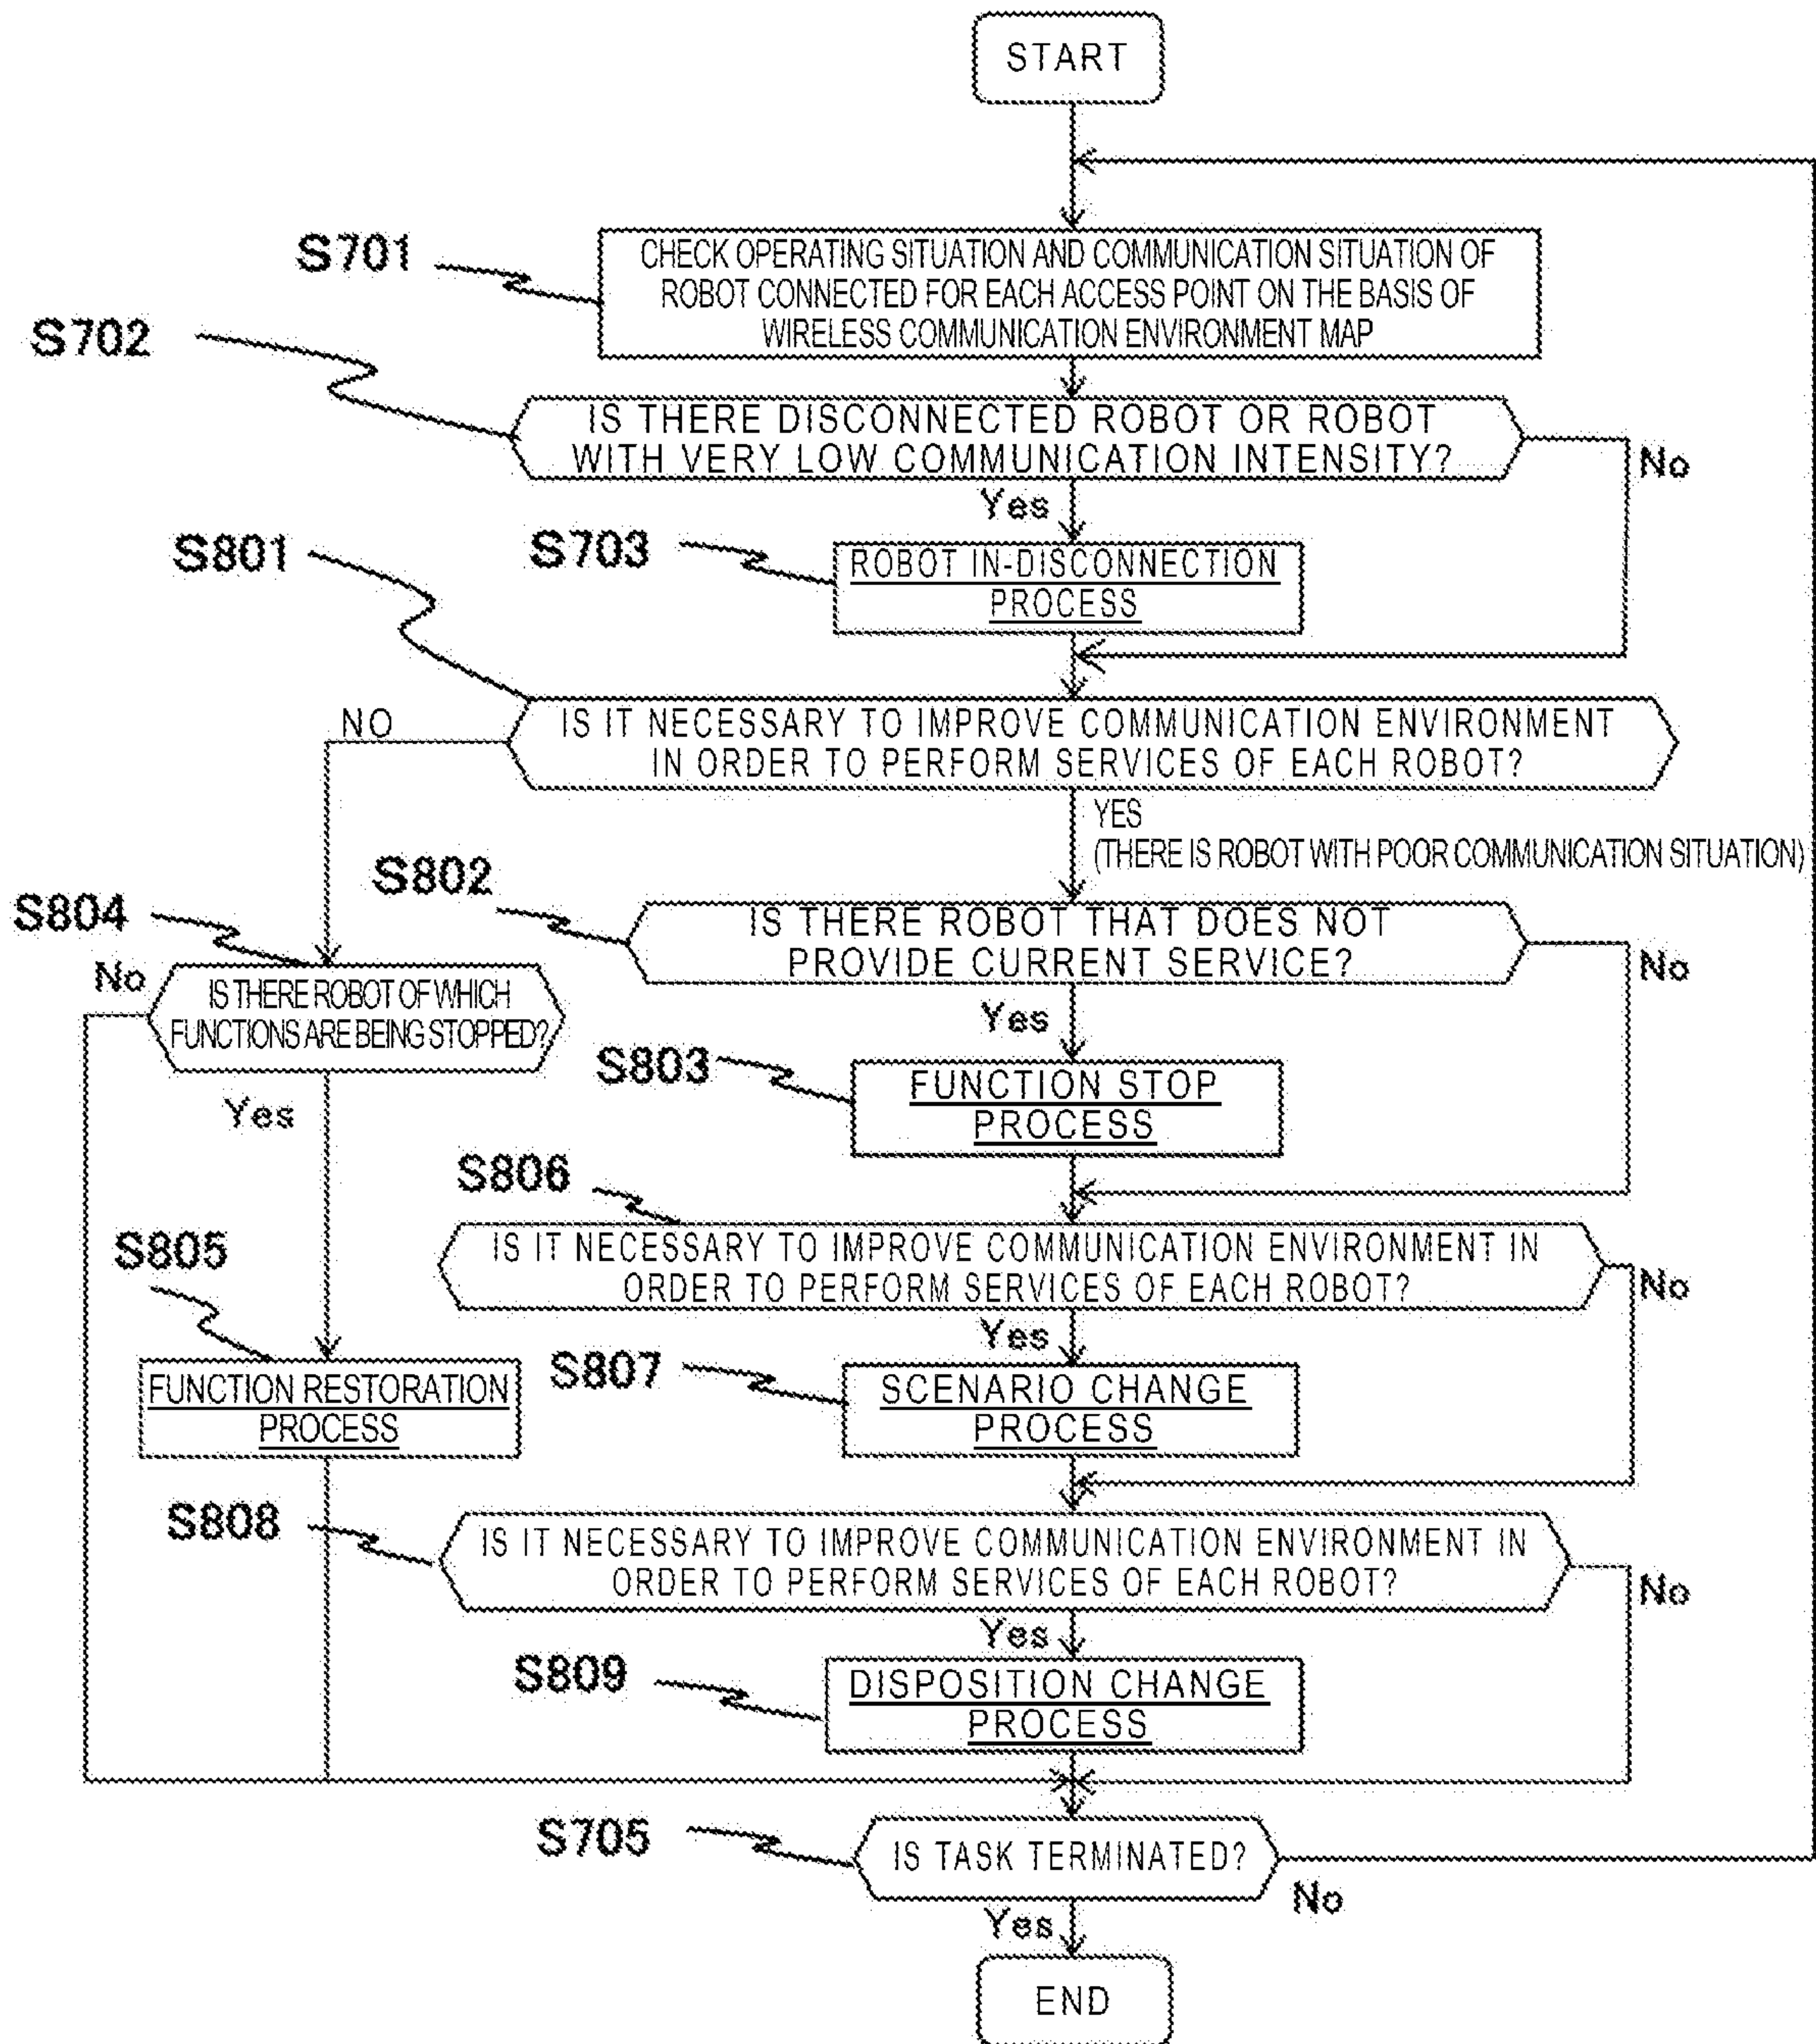 START
S701
CHECK OPERATING SITUATION AND COMMUNICATION SITUATION OF
ROBOT CONNECTED FOR EACH ACCESS POINT ON THE BASIS OF
WIRELESS COMMUNICATION ENVIRONMENT MAP
S702
IS THERE DISCONNECTED ROBOT OR ROBOT
WITH VERY LOW COMMUNICATION INTENSITY?
No
Yes
S703
ROBOT IN-DISCONNECTION
PROCESS
S801
IS IT NECESSARY TO IMPROVE COMMUNICATION ENVIRONMENT
IN ORDER TO PERFORM SERVICES OF EACH ROBOT?
NO
YES
(THERE IS ROBOT WITH POOR COMMUNICATION SITUATION)
S802
IS THERE ROBOT THAT DOES NOT
PROVIDE CURRENT SERVICE?
No
Yes
S804
No
IS THERE ROBOT OF WHICH
FUNCTIONS ARE BEING STOPPED?
Yes
S803
FUNCTION STOP
PROCESS
S806
IS IT NECESSARY TO IMPROVE COMMUNICATION ENVIRONMENT IN
ORDER TO PERFORM SERVICES OF EACH ROBOT?
No
Yes
S805
FUNCTION RESTORATION
PROCESS
S807
SCENARIO CHANGE
PROCESS
S808
IS IT NECESSARY TO IMPROVE COMMUNICATION ENVIRONMENT IN
ORDER TO PERFORM SERVICES OF EACH ROBOT?
No
Yes
S809
DISPOSITION CHANGE
PROCESS
S705
IS TASK TERMINATED?
No
Yes
END